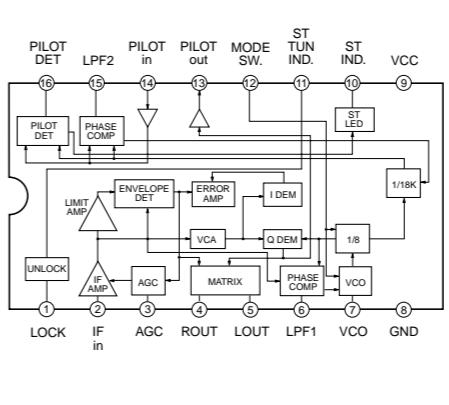 PILOT DET
LPF2
PILOT in
PILOT out
MODE SW.
ST TUN IND.
ST IND.
VCC
16
15
14
13
12
11
10
9
PILOT DET
PHASE COMP
ST LED
1/18K
LIMIT AMP
ENVELOPE DET
ERROR AMP
I DEM
VCA
Q DEM
1/8
UNLOCK
IF AMP
AGC
MATRIX
PHASE COMP
VCO
1
2
3
4
5
6
7
8
LOCK
IF in
AGC
ROUT
LOUT
LPF1
VCO
GND